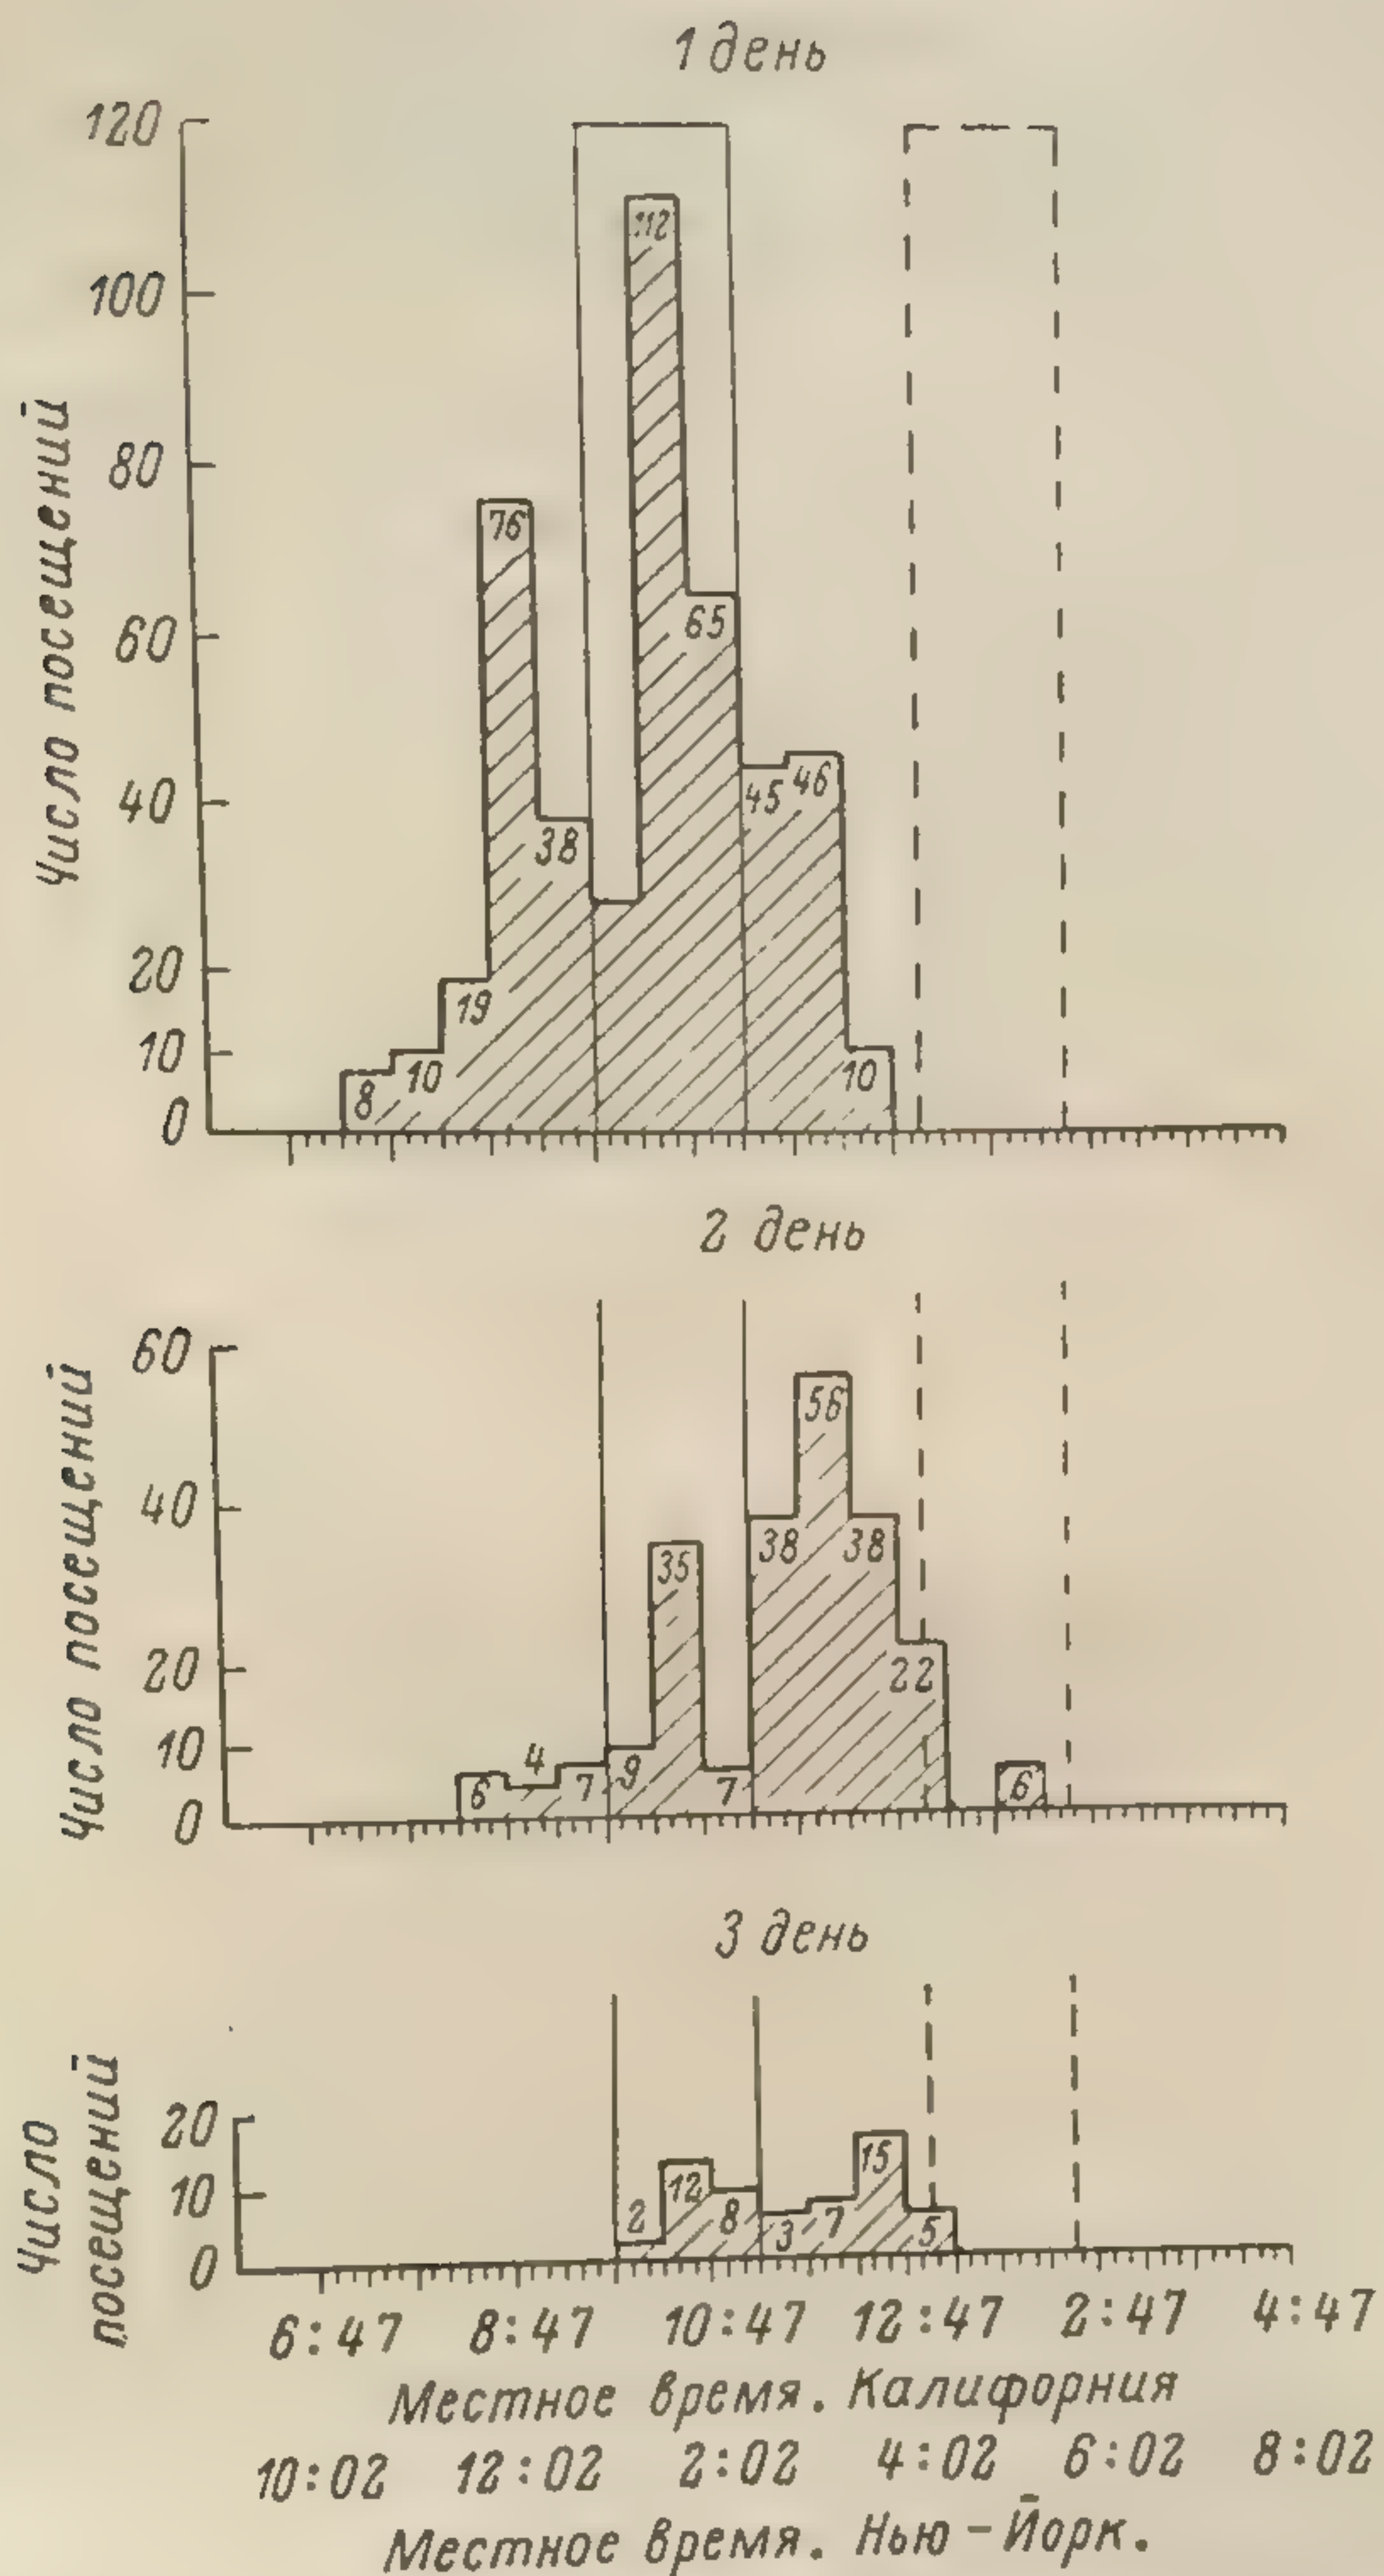 1 день
120
100
80
60
40
20
10
0
Число посещений
8 10 19 76 38 112 65 45 46 10
2 день
60
40
20
10
0
Число посещений
6 4 7 9 35 7 38 56 38 22 6
3 день
20
10
0
Число
посещений
2 12 8 3 7 15 5
6:47 8:47 10:47 12:47 2:47 4:47
Местное время. Калифорния
10:02 12:02 2:02 4:02 6:02 8:02
Местное время. Нью-Йорк.